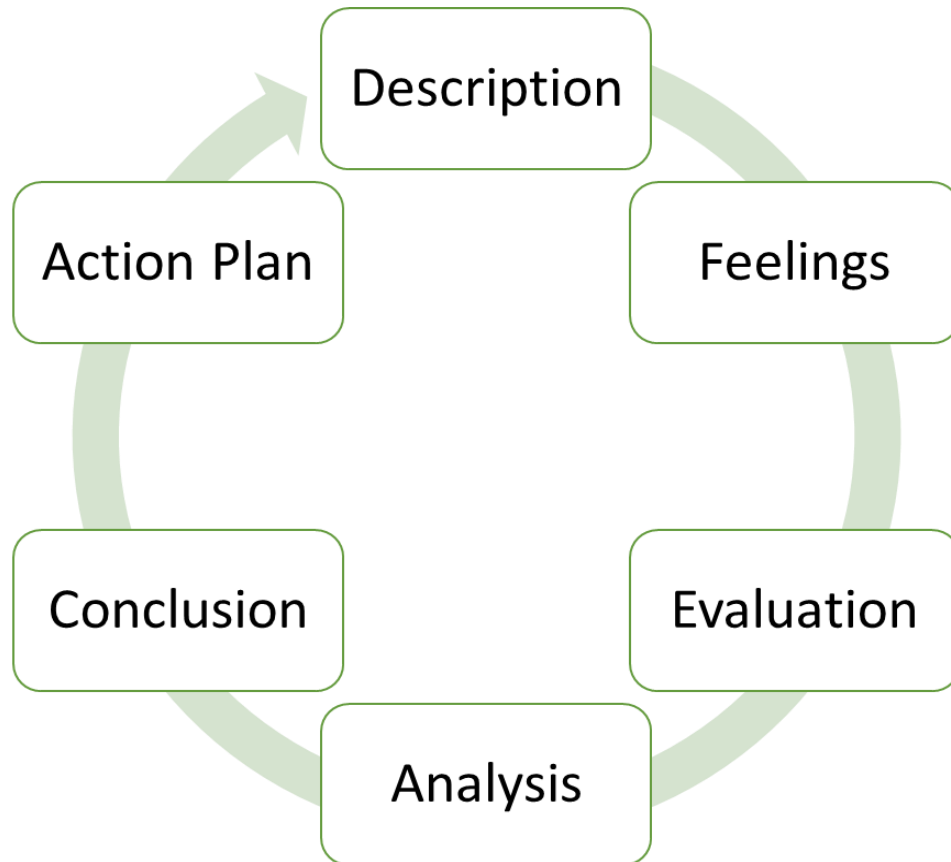 Description
Feelings
Evaluation
Analysis
Conclusion
Action Plan